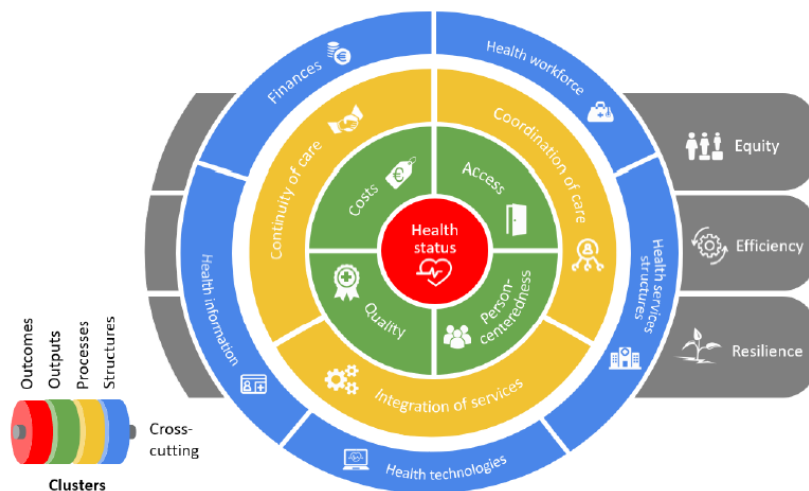 Finances
Health workforce
Continuity of care
Coordination of care
Costs
Access
Health
status
Equity
Efficiency
Resilience
Health information
Health services
structures
Quality
Person-
centeredness
Integration of services
Health technologies
Outcomes
Outputs
Processes
Structures
Cross-
cutting
Clusters